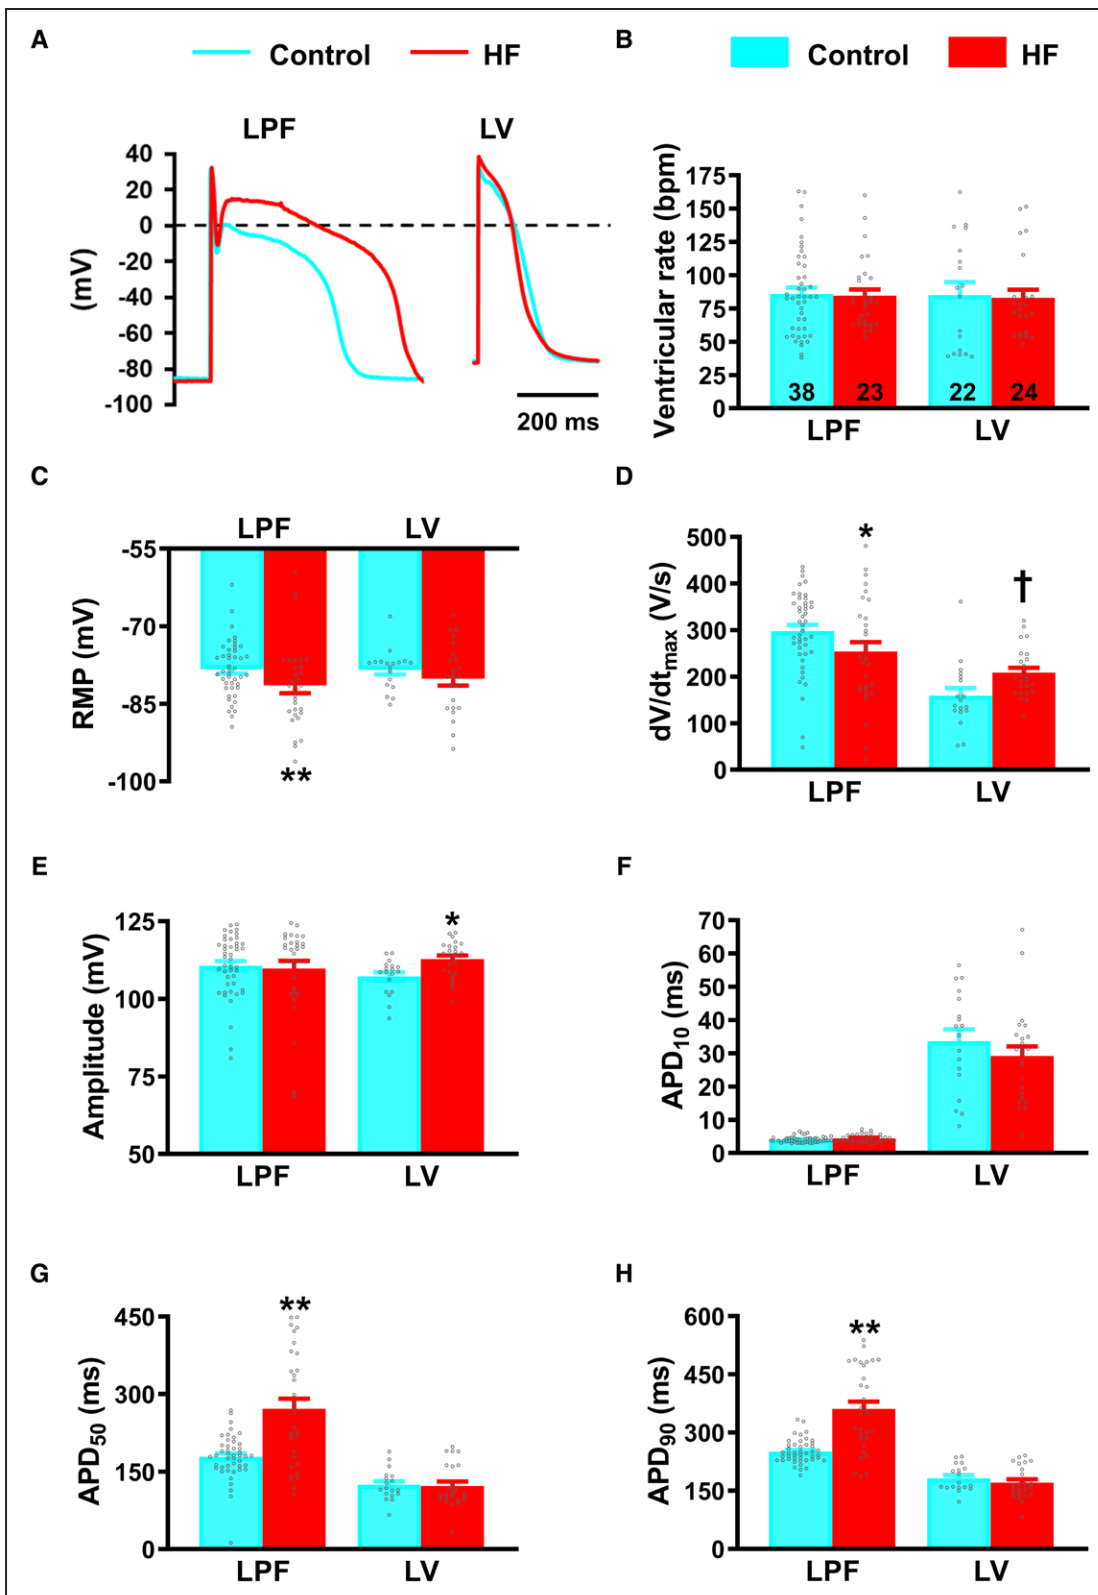 A
Control HF
LPF LV
40
20
0
-20
-40
-60
-80
-100
(mV)
200 ms
B
Control HF
Ventricular rate (bpm)
175
150
125
100
75
50
25
0
38 23 22 24
LPF LV
C
LPF LV
RMP (mV)
-55
-70
-85
-100
**
D
dV/dtmax (V/s)
500
400
300
200
100
0
* †
LPF LV
E
Amplitude (mV)
125
100
75
50
*
LPF LV
F
APD10 (ms)
70
60
50
40
30
20
10
0
LPF LV
G
APD50 (ms)
450
300
150
0
**
LPF LV
H
APD90 (ms)
600
450
300
150
0
**
LPF LV